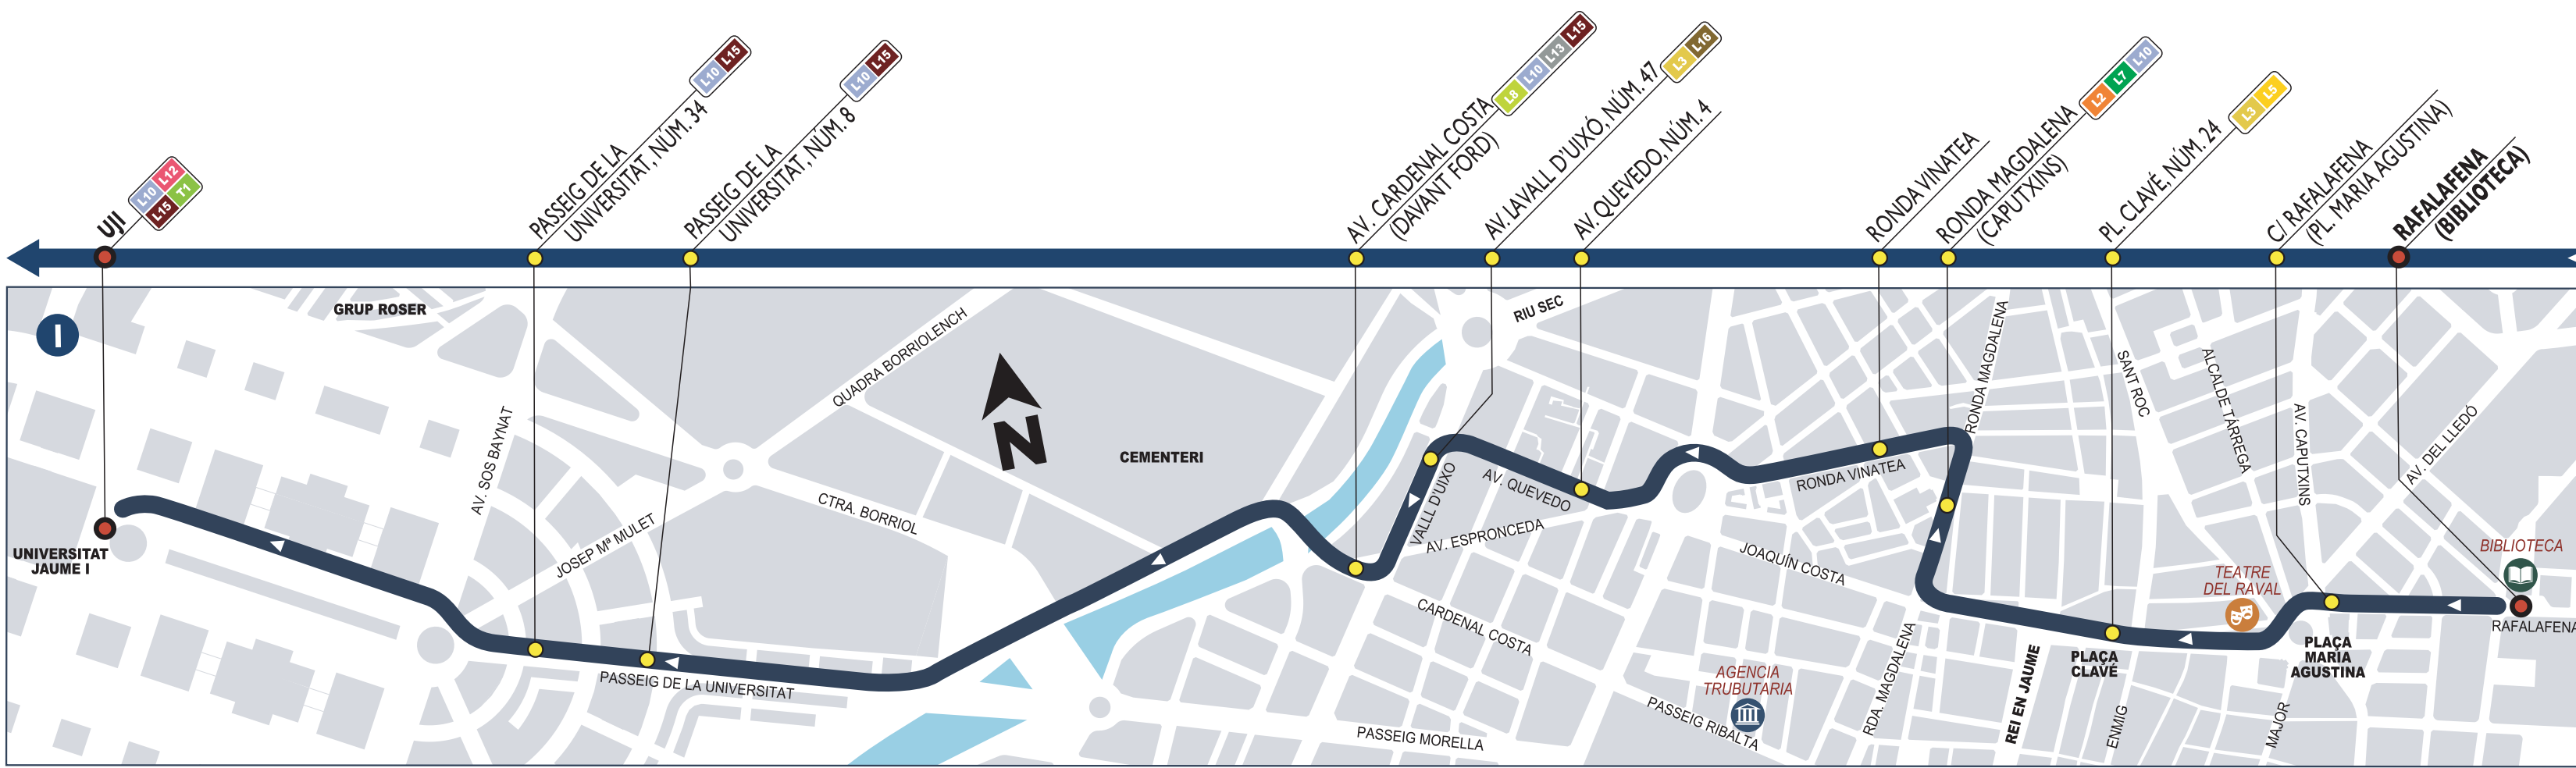 UJI
L10 L12
L15 T1
PASSEIG DE LA
UNIVERSITAT, NÚM. 34
L10 L15
PASSEIG DE LA
UNIVERSITAT, NÚM. 8
L10 L15
AV. CARDENAL COSTA
(DAVANT FORD)
L8 L10 L13 L15
AV. LAVALL D'UIXÓ, NÚM. 47
L3 L16
AV. QUEVEDO, NÚM. 4
RONDA VINATEA
RONDA MAGDALENA
(CAPUTXINS)
L2 L7 L10
PL. CLAVÉ, NÚM. 24
L3 L5
C/ RAFALAFENA
(PL. MARIA AGUSTINA)
RAFALAFENA
(BIBLIOTECA)
I
GRUP ROSER
QUADRA BORRIOLENCH
N
CEMENTERI
RIU SEC
RONDA MAGDALENA
SANT ROC
ALCALDE TÁRREGA
AV. CAPUTXINS
AV. DEL LLEDÓ
AV. SOS BAYNAT
JOSEP Mª MULET
CTRA. BORRIOL
VALLL D'UIXO
AV. QUEVEDO
AV. ESPRONCEDA
RONDA VINATEA
JOAQUÍN COSTA
UNIVERSITAT
JAUME I
BIBLIOTECA
TEATRE
DEL RAVAL
RAFALAFENA
CARDENAL COSTA
PASSEIG DE LA UNIVERSITAT
AGENCIA
TRUBUTARIA
RDA. MAGDALENA
REI EN JAUME
PLAÇA
CLAVÉ
PLAÇA
MARIA
AGUSTINA
PASSEIG MORELLA
PASSEIG RIBALTA
ENMIG
MAJOR